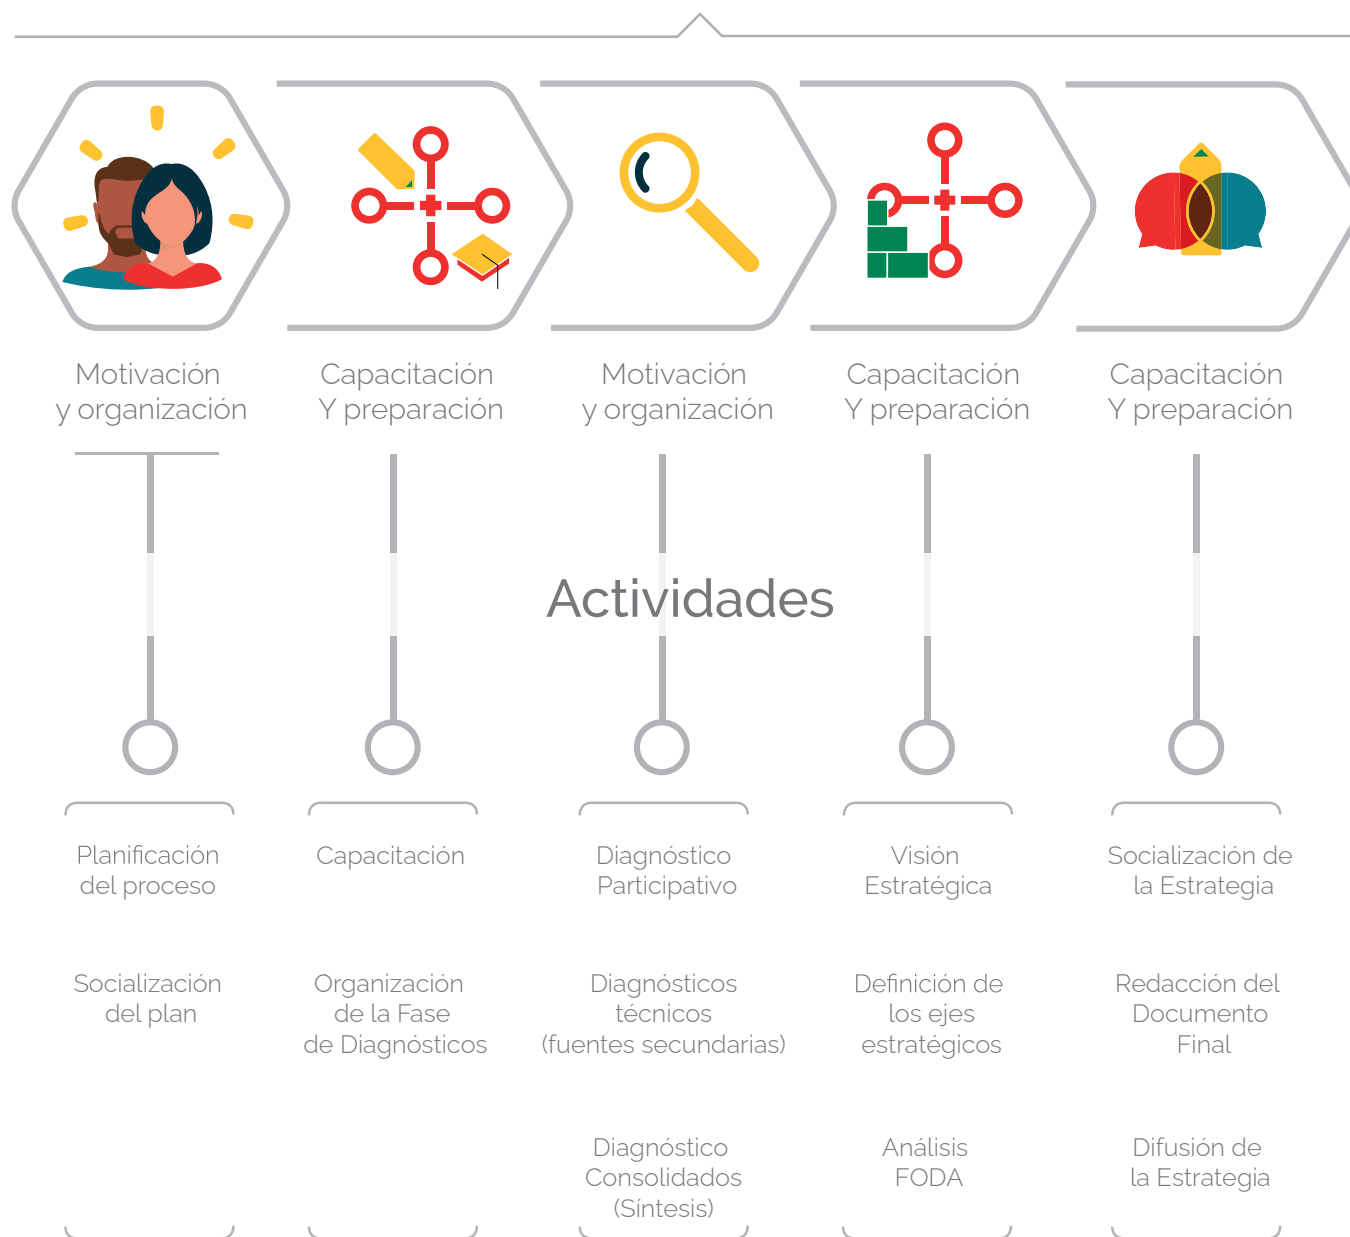 Motivación
y organización
Capacitación
Y preparación
Motivación
y organización
Capacitación
Y preparación
Capacitación
Y preparación
Actividades
Planificación
del proceso
Socialización
del plan
Capacitación
Organización
de la Fase
de Diagnósticos
Diagnóstico
Participativo
Diagnósticos
técnicos
(fuentes secundarias)
Diagnóstico
Consolidados
(Síntesis)
Visión
Estratégica
Definición de
los ejes
estratégicos
Análisis
FODA
Socialización de
la Estrategia
Redacción del
Documento
Final
Difusión de
la Estrategia